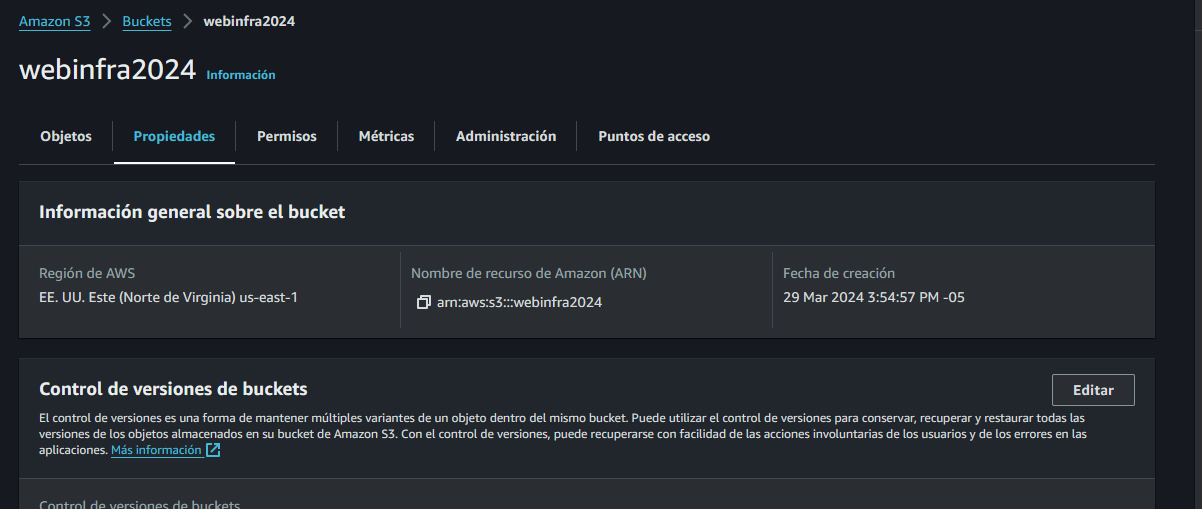 Amazon S3 > Buckets > webinfra2024
webinfra2024 Información
Objetos Propiedades Permisos Métricas Administración Puntos de acceso
Información general sobre el bucket
Región de AWS Nombre de recurso de Amazon (ARN) Fecha de creación
EE. UU. Este (Norte de Virginia) us-east-1 arn:aws:s3:::webinfra2024 29 Mar 2024 3:54:57 PM -05
Control de versiones de buckets Editar
El control de versiones es una forma de mantener múltiples variantes de un objeto dentro del mismo bucket. Puede utilizar el control de versiones para conservar, recuperar y restaurar todas las
versiones de los objetos almacenados en su bucket de Amazon S3. Con el control de versiones, puede recuperarse con facilidad de las acciones involuntarias de los usuarios y de los errores en las
aplicaciones. Más información
Control de versiones de buckets